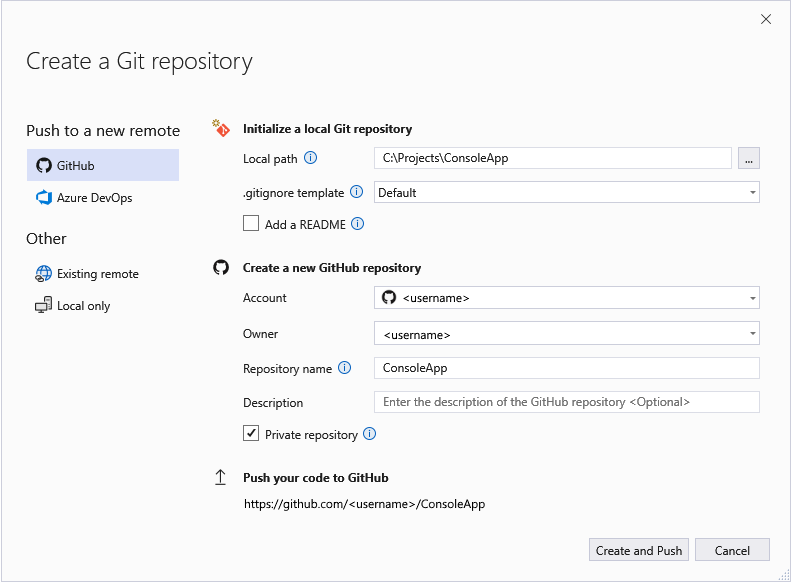 Create a Git repository
Push to a new remote
GitHub
Azure DevOps
Other
Existing remote
Local only
Initialize a local Git repository
Local path
C:\Projects\ConsoleApp
...
.gitignore template
Default
Add a README
Create a new GitHub repository
Account
<username>
Owner
<username>
Repository name
ConsoleApp
Description
Enter the description of the GitHub repository <Optional>
Private repository
Push your code to GitHub
https://github.com/<username>/ConsoleApp
Create and Push
Cancel